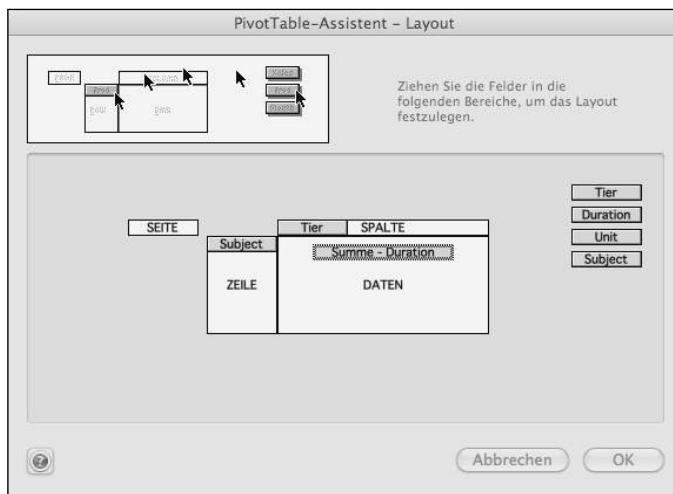 PivotTable-Assistent – Layout
Ziehen Sie die Felder in die
folgenden Bereiche, um das Layout
festzulegen.
SEITE
Tier
SPALTE
Subject
Summe - Duration
ZEILE
DATEN
Tier
Duration
Unit
Subject
?
Abbrechen
OK